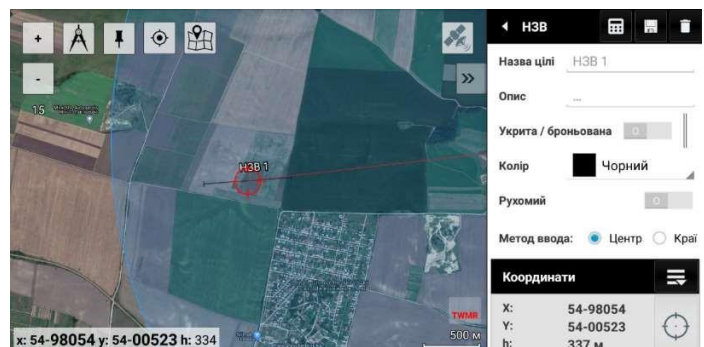 +
-
15
НЗВ 1
»
TWMR
500 м
x: 54-98054 y: 54-00523 h: 334
НЗВ
Назва цілі НЗВ 1
Опис ...
Укрита / броньована О
Колір Чорний
Рухомий О
Метод ввода: Центр Краї
Координати
X: 54-98054
Y: 54-00523
h: 337 м